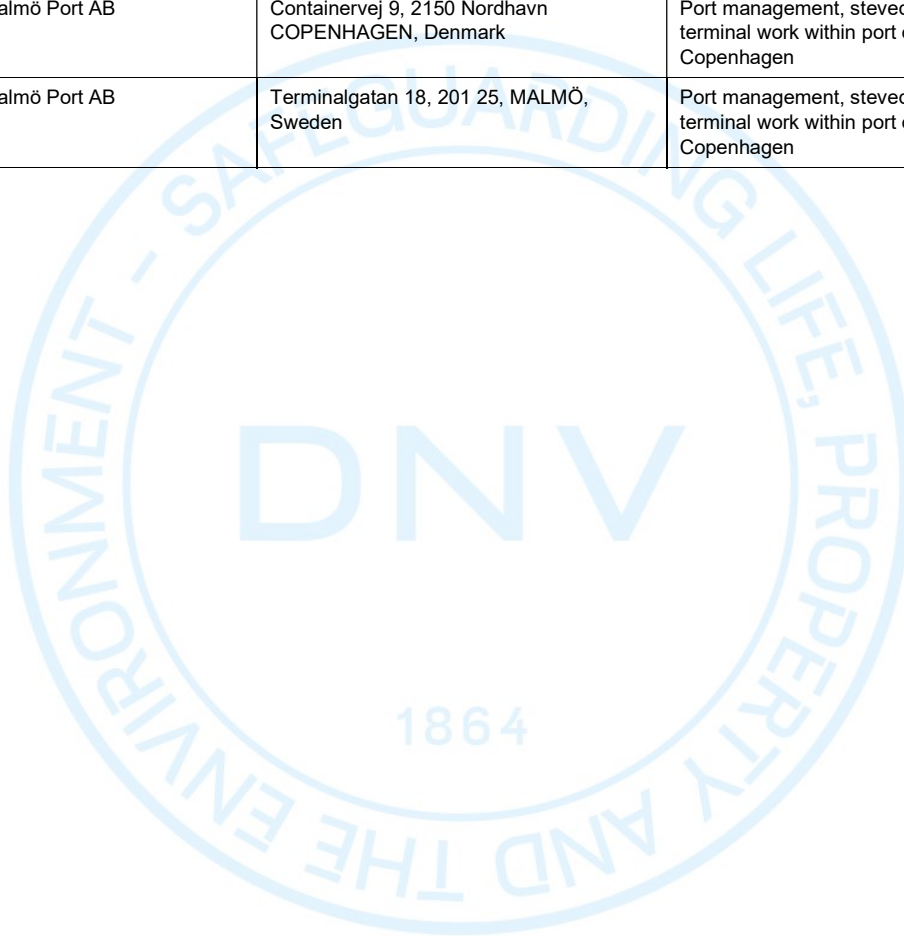 almö Port AB
Containervej 9, 2150 Nordhavn
COPENHAGEN, Denmark
Port management, steved
terminal work within port
Copenhagen
almö Port AB
Terminalgatan 18, 201 25, MALMÖ,
Sweden
Port management, steved
terminal work within port
Copenhagen
SAFEGUARDING LIFE, PROPERTY AND THE ENVIRONMENT -
DNV
1864